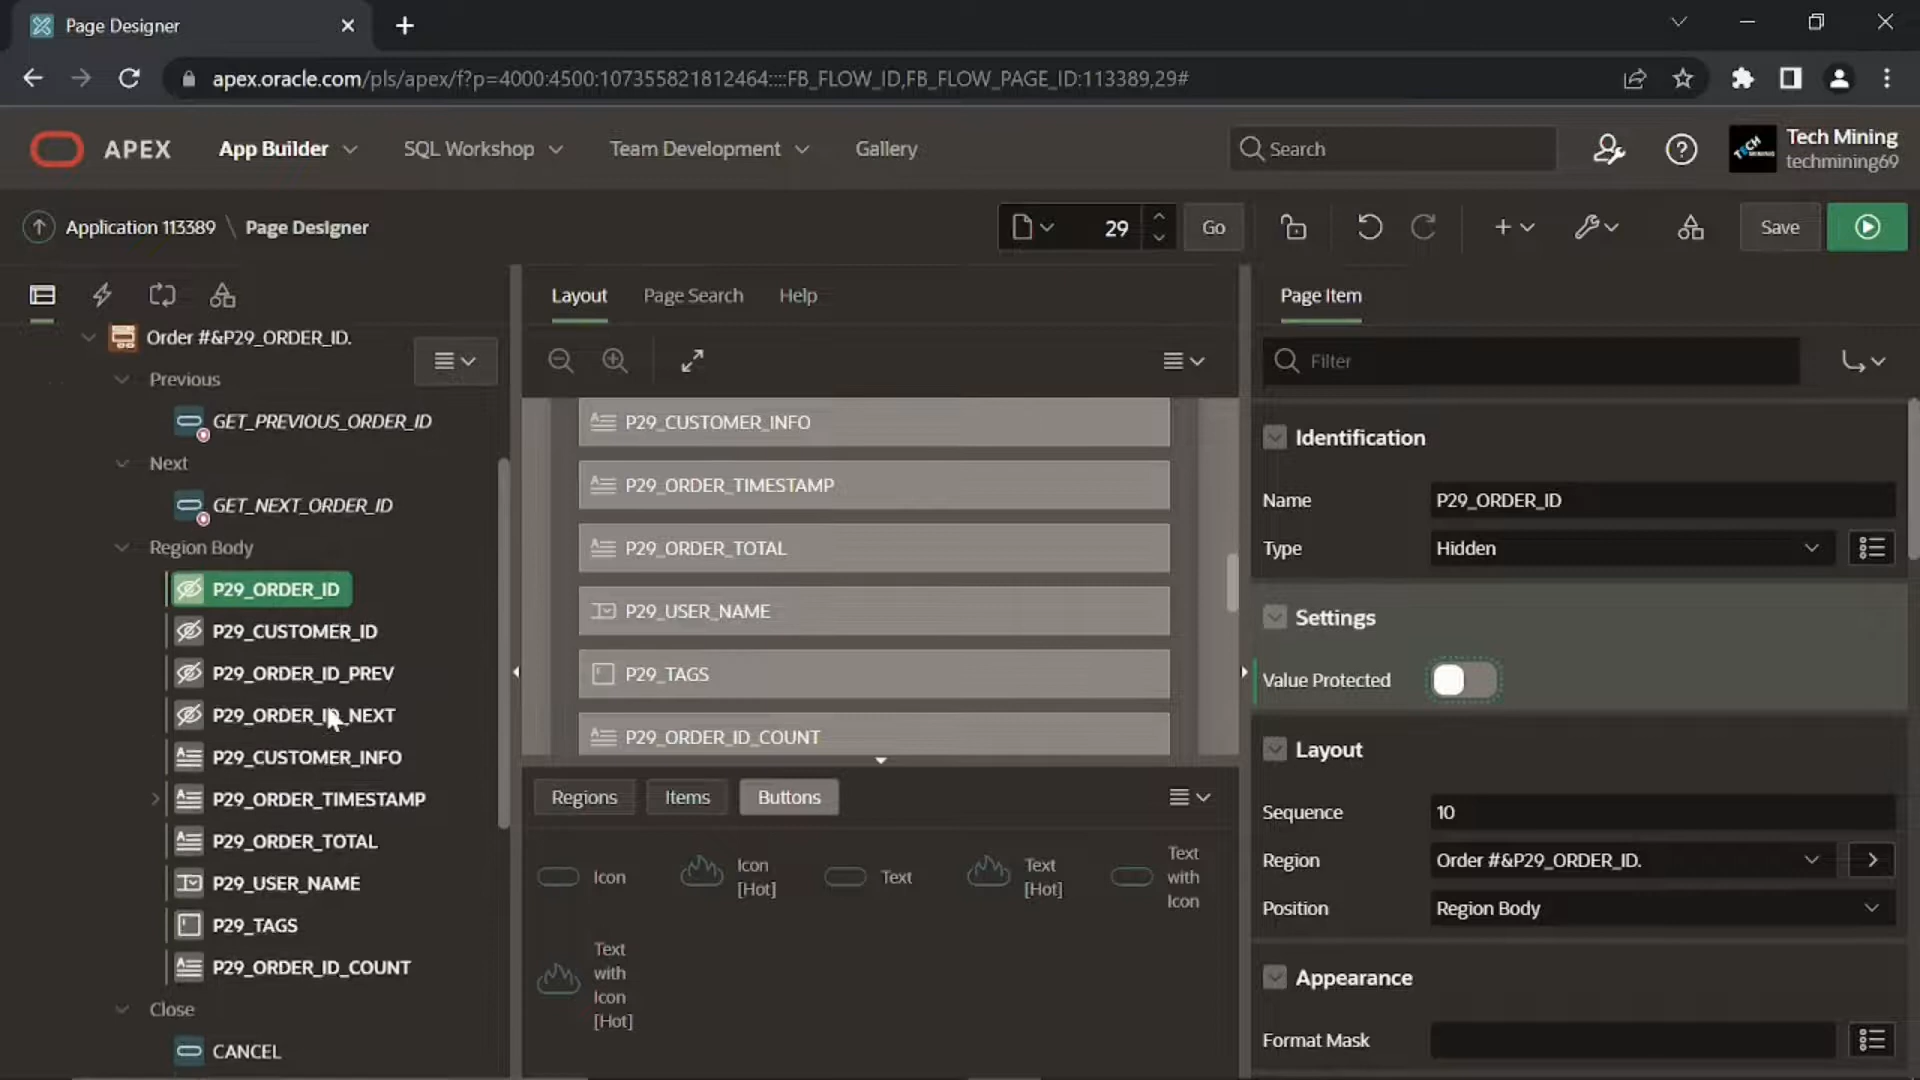 Page Designer
apex.oracle.com/pls/apex/f?p=4000:4500:107355821812464::::FB_FLOW_ID,FB_FLOW_PAGE_ID:113389,29#
APEX App Builder SQL Workshop Team Development Gallery Search Tech Mining
techmining69
Application 113389 \ Page Designer 29 Go Save
Layout Page Search Help
Page Item
Order #&P29_ORDER_ID.
Previous
GET_PREVIOUS_ORDER_ID
Next
GET_NEXT_ORDER_ID
Region Body
P29_ORDER_ID
P29_CUSTOMER_ID
P29_ORDER_ID_PREV
P29_ORDER_ID_NEXT
P29_CUSTOMER_INFO
P29_ORDER_TIMESTAMP
P29_ORDER_TOTAL
P29_USER_NAME
P29_TAGS
P29_ORDER_ID_COUNT
Close
CANCEL
P29_CUSTOMER_INFO
P29_ORDER_TIMESTAMP
P29_ORDER_TOTAL
P29_USER_NAME
P29_TAGS
P29_ORDER_ID_COUNT
Regions Items Buttons
Icon
Icon
[Hot]
Text
Text
[Hot]
Text
with
Icon
Text
with
Icon
[Hot]
Filter
Identification
Name P29_ORDER_ID
Type Hidden
Settings
Value Protected
Layout
Sequence 10
Region Order #&P29_ORDER_ID.
Position Region Body
Appearance
Format Mask